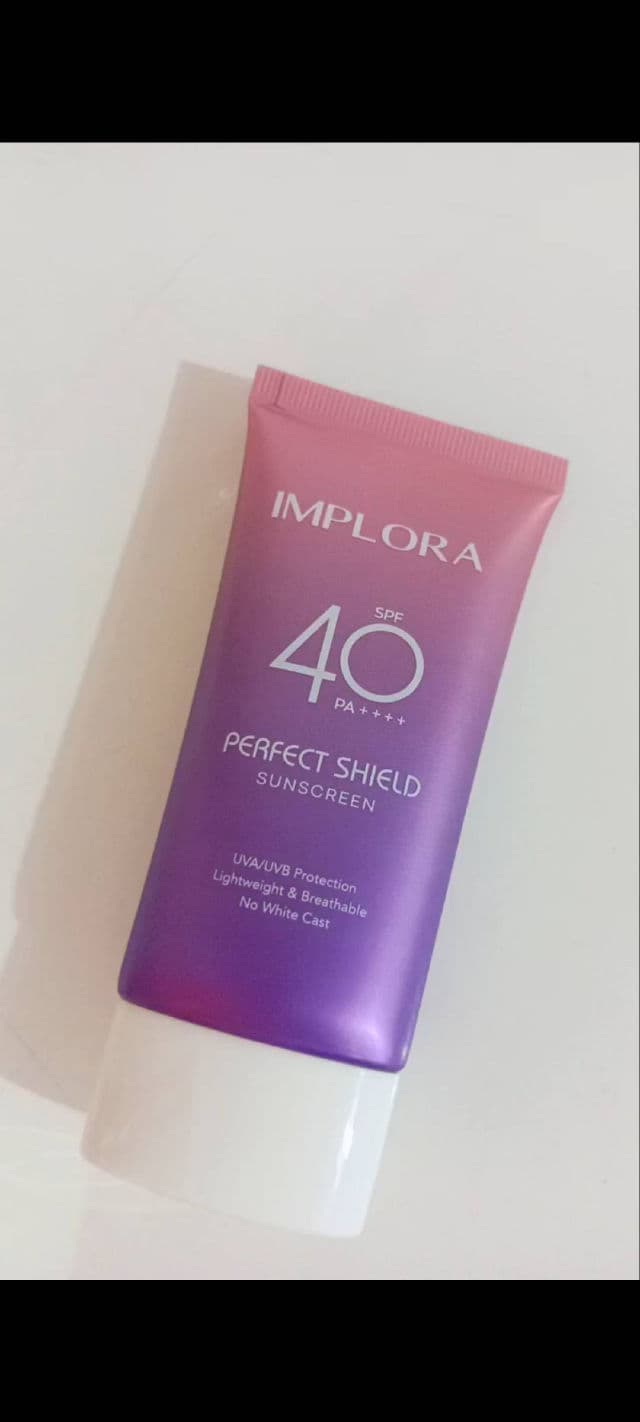 IMPLORA
SPF
40
PA++++
PERFECT SHIELD
SUNSCREEN
UVA/UVB Protection
Lightweight & Breathable
No White Cast